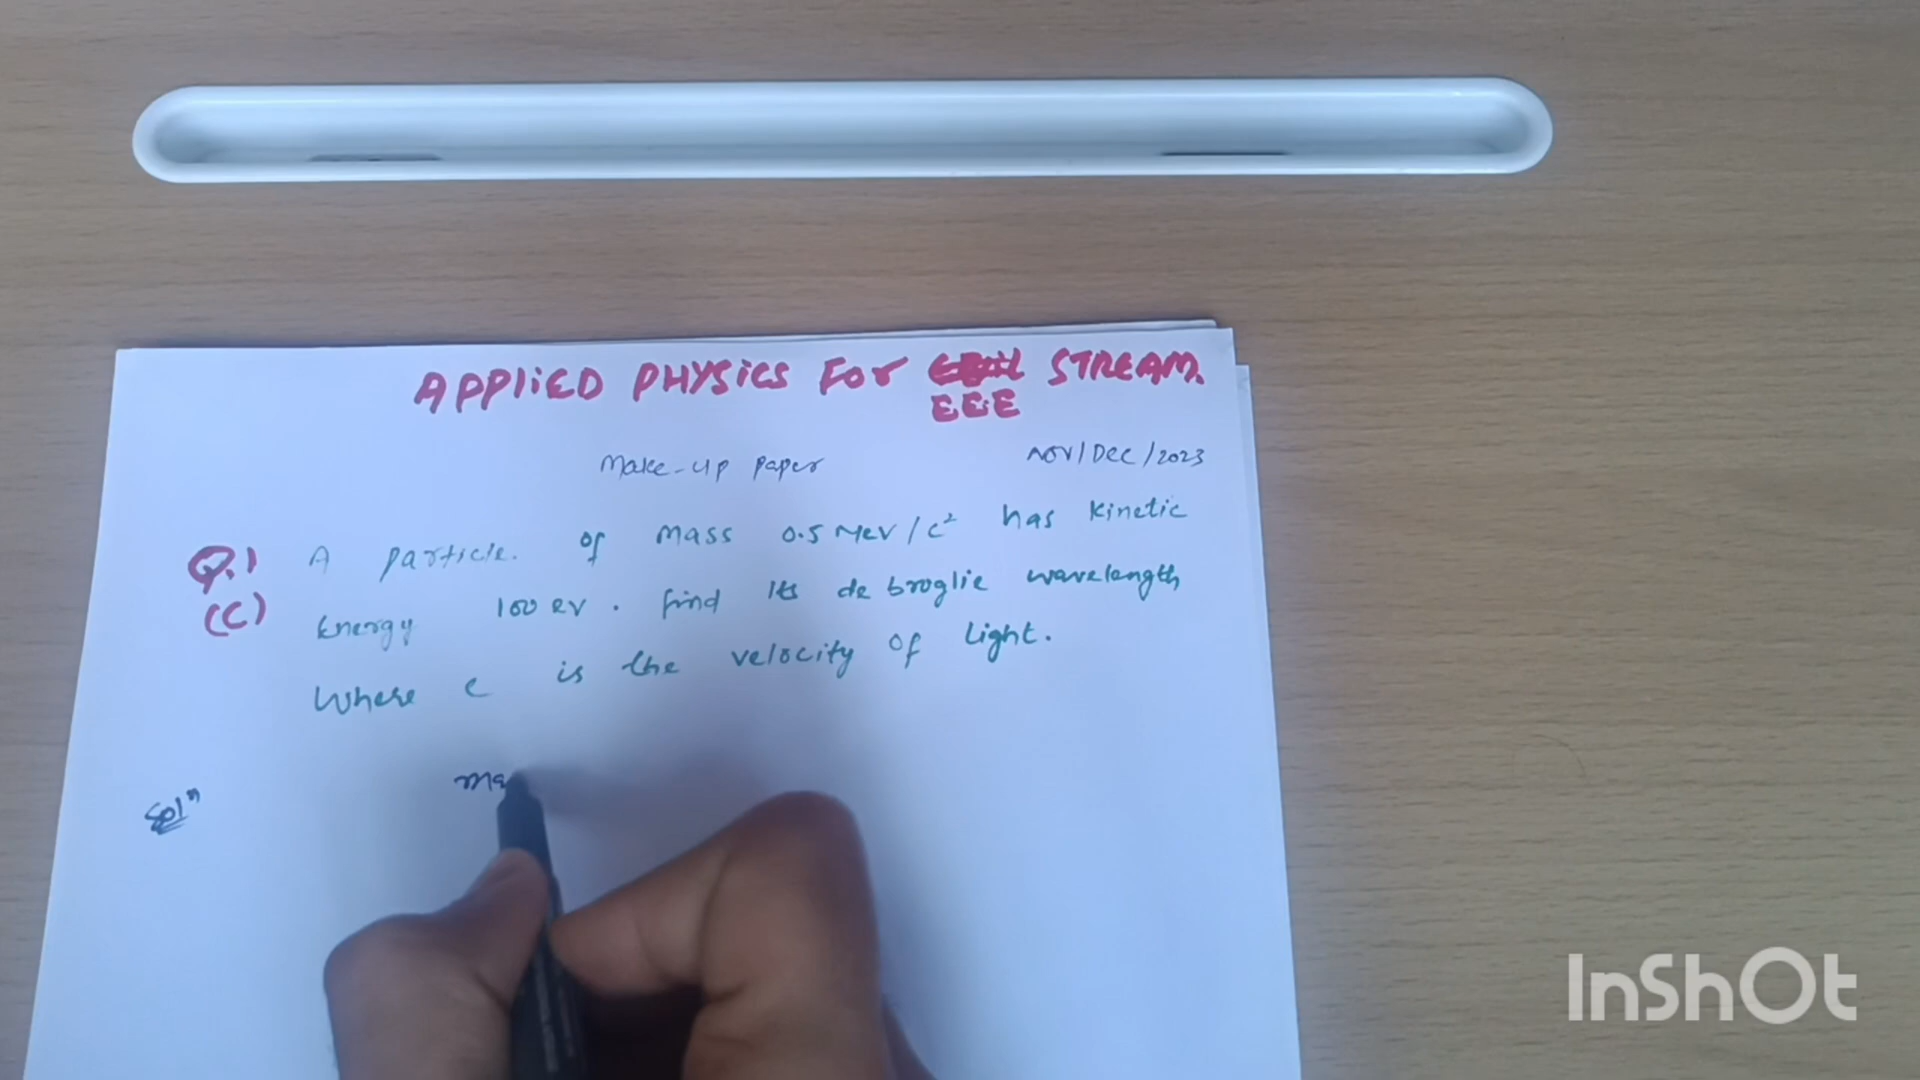 APPLiED PHYSiCS FOR STREAM.
EEE
Make-up paper Nov/Dec/2023
Q.1 A particle. of mass 0.5 MeV/c² has kinetic
(C) Energy 100 eV. find its de broglie wavelength
Where c is the velocity of light.
Solⁿ
InShOt